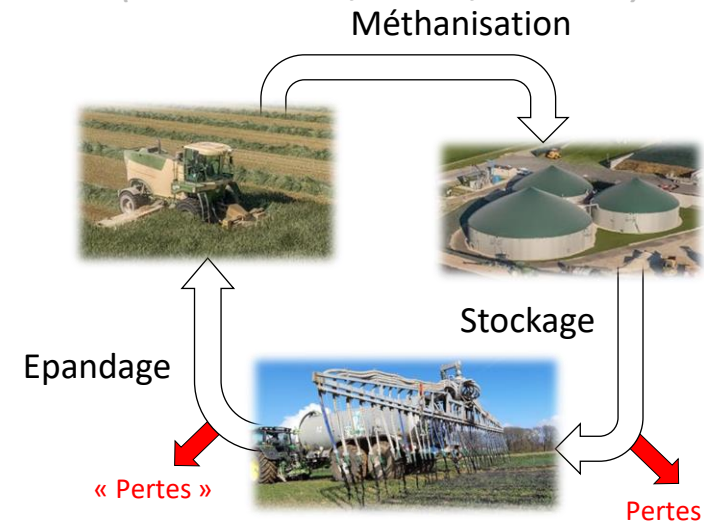 Méthanisation
Stockage
Epandage
« Pertes »
Pertes